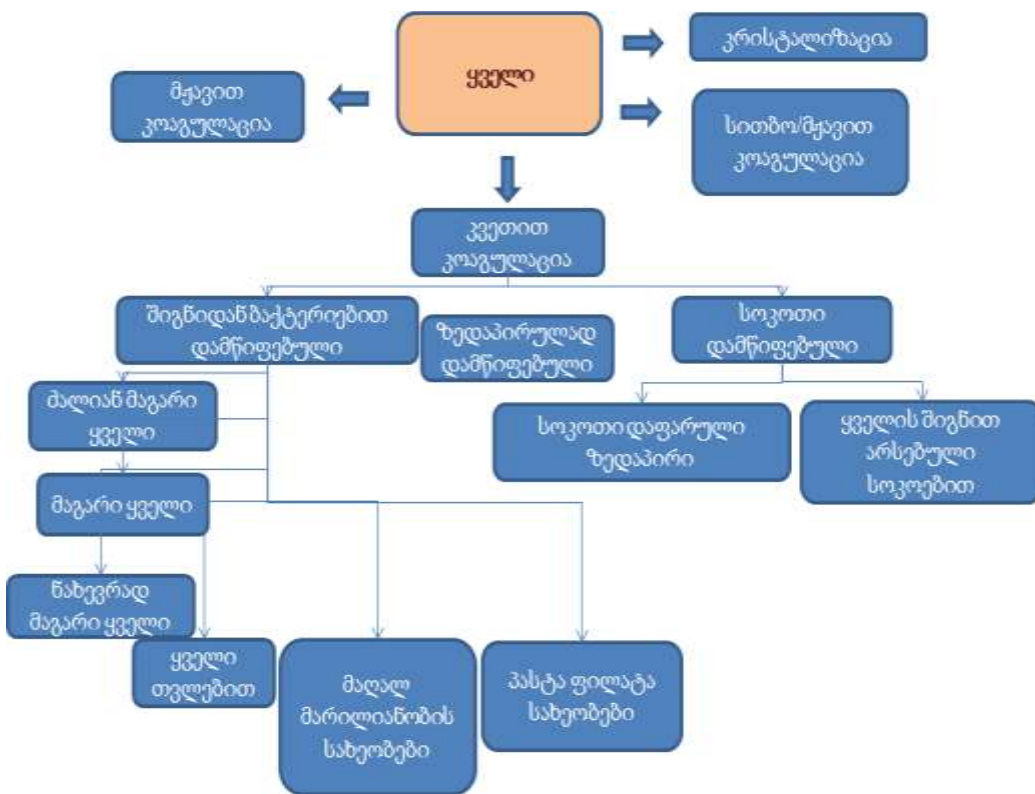 ყველი
კრისტალიზაცია
მჟავით
კოაგულაცია
სითბო/მჟავით
კოაგულაცია
კვეთით
კოაგულაცია
შიგნიდან ბაქტერიებით
დამწიფებული
ზედაპირულად
დამწიფებული
სოკოთი
დამწიფებული
ძალიან მაგარი
ყველი
სოკოთი დაფარული
ზედაპირი
ყველის შიგნით
არსებული
სოკოებით
მაგარი ყველი
ნახევრად
მაგარი ყველი
ყველი
თვლებით
მაღალ
მარილიანობის
სახეობები
პასტა ფილატა
სახეობები